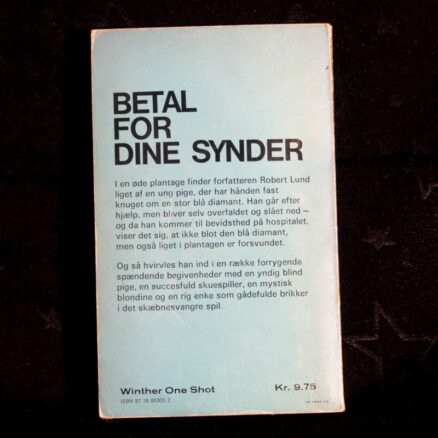 BETAL
FOR
DINE SYNDER
I en øde plantage finder forfatteren Robert Lund
liget af en ung pige, der har hånden fast
knuget om en stor blå diamant. Han går efter
hjælp, men bliver selv overfaldet og slået ned –
og da han kommer til bevidsthed på hospitalet,
viser det sig, at ikke blot den blå diamant,
men også liget i plantagen er forsvundet.
Og så hvirvles han ind i en række forrygende
spændende begivenheder med en yndig blind
pige, en succesfuld skuespiller, en mystisk
blondine og en rig enke som gådefulde brikker
i det skæbnesvangre spil.
Winther One Shot Kr. 9.75
ISBN 87 18 00305 2